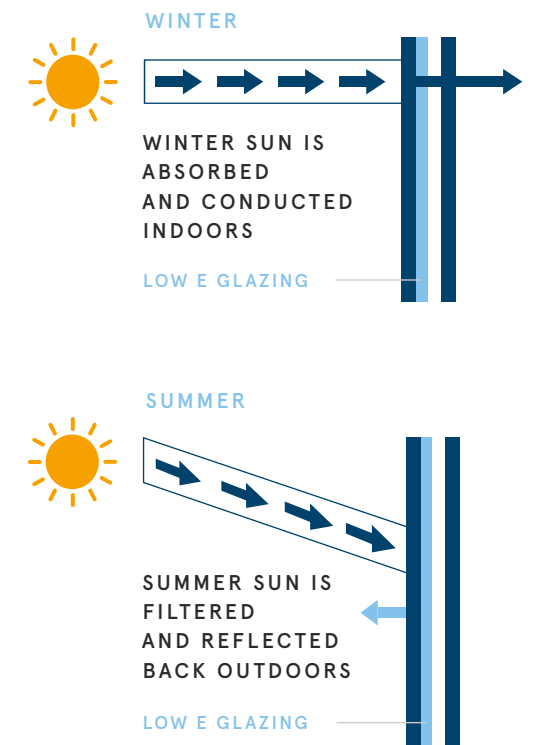 WINTER
WINTER SUN IS
ABSORBED
AND CONDUCTED
INDOORS
LOW E GLAZING
SUMMER
SUMMER SUN IS
FILTERED
AND REFLECTED
BACK OUTDOORS
LOW E GLAZING